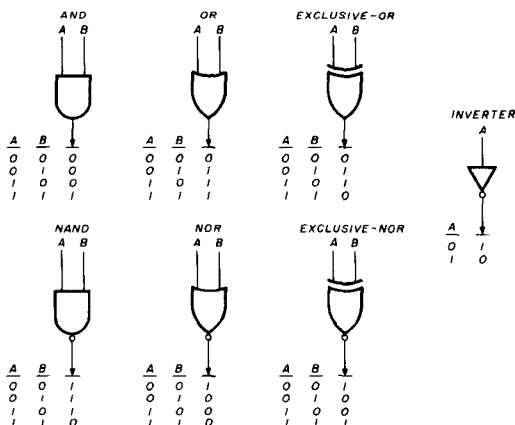 AND OR EXCLUSIVE-OR
A B A B A B
INVERTER
A
A B A B A B
0 0 0 0 0 0 0 0 0
0 1 0 0 1 1 0 1 1
1 0 0 1 0 1 1 0 1
1 1 1 1 1 1 1 1 0
A
0 1
1 0
NAND NOR EXCLUSIVE-NOR
A B A B A B
A B A B A B
0 0 1 0 0 1 0 0 1
0 1 1 0 1 0 0 1 0
1 0 1 1 0 0 1 0 0
1 1 0 1 1 0 1 1 1